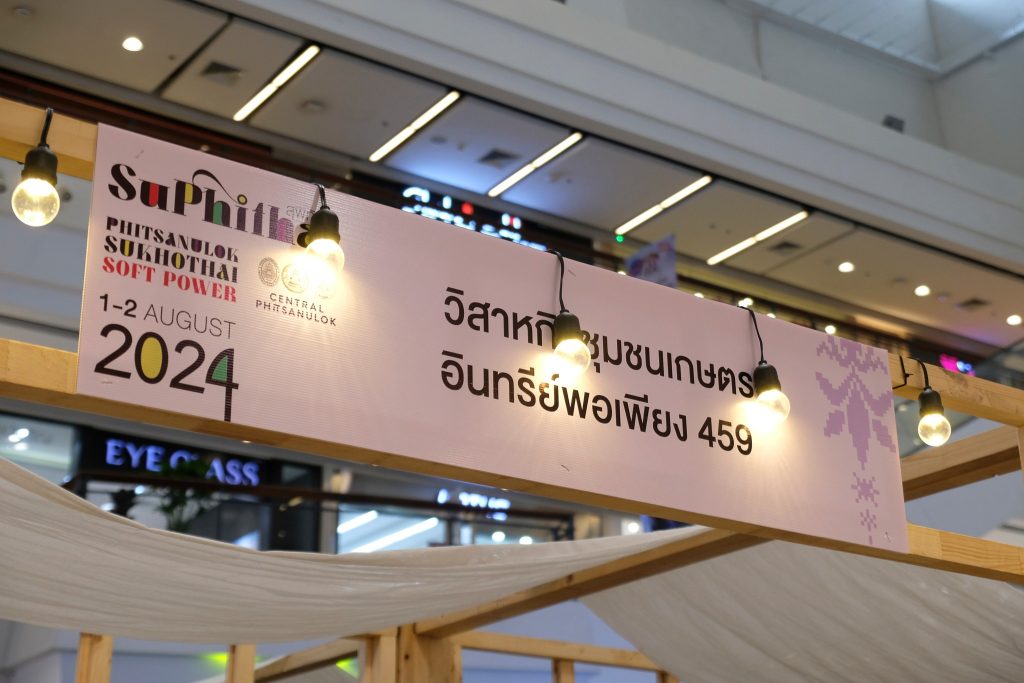 SuPhith
PHITSANULOK
SUKHOTHAI
SOFT POWER
CENTRAL
PHITSANULOK
1-2 AUGUST
2024
วิสาหกิจชุมชนเกษตร
อินทรีย์พอเพียง 459
EYE GLASS